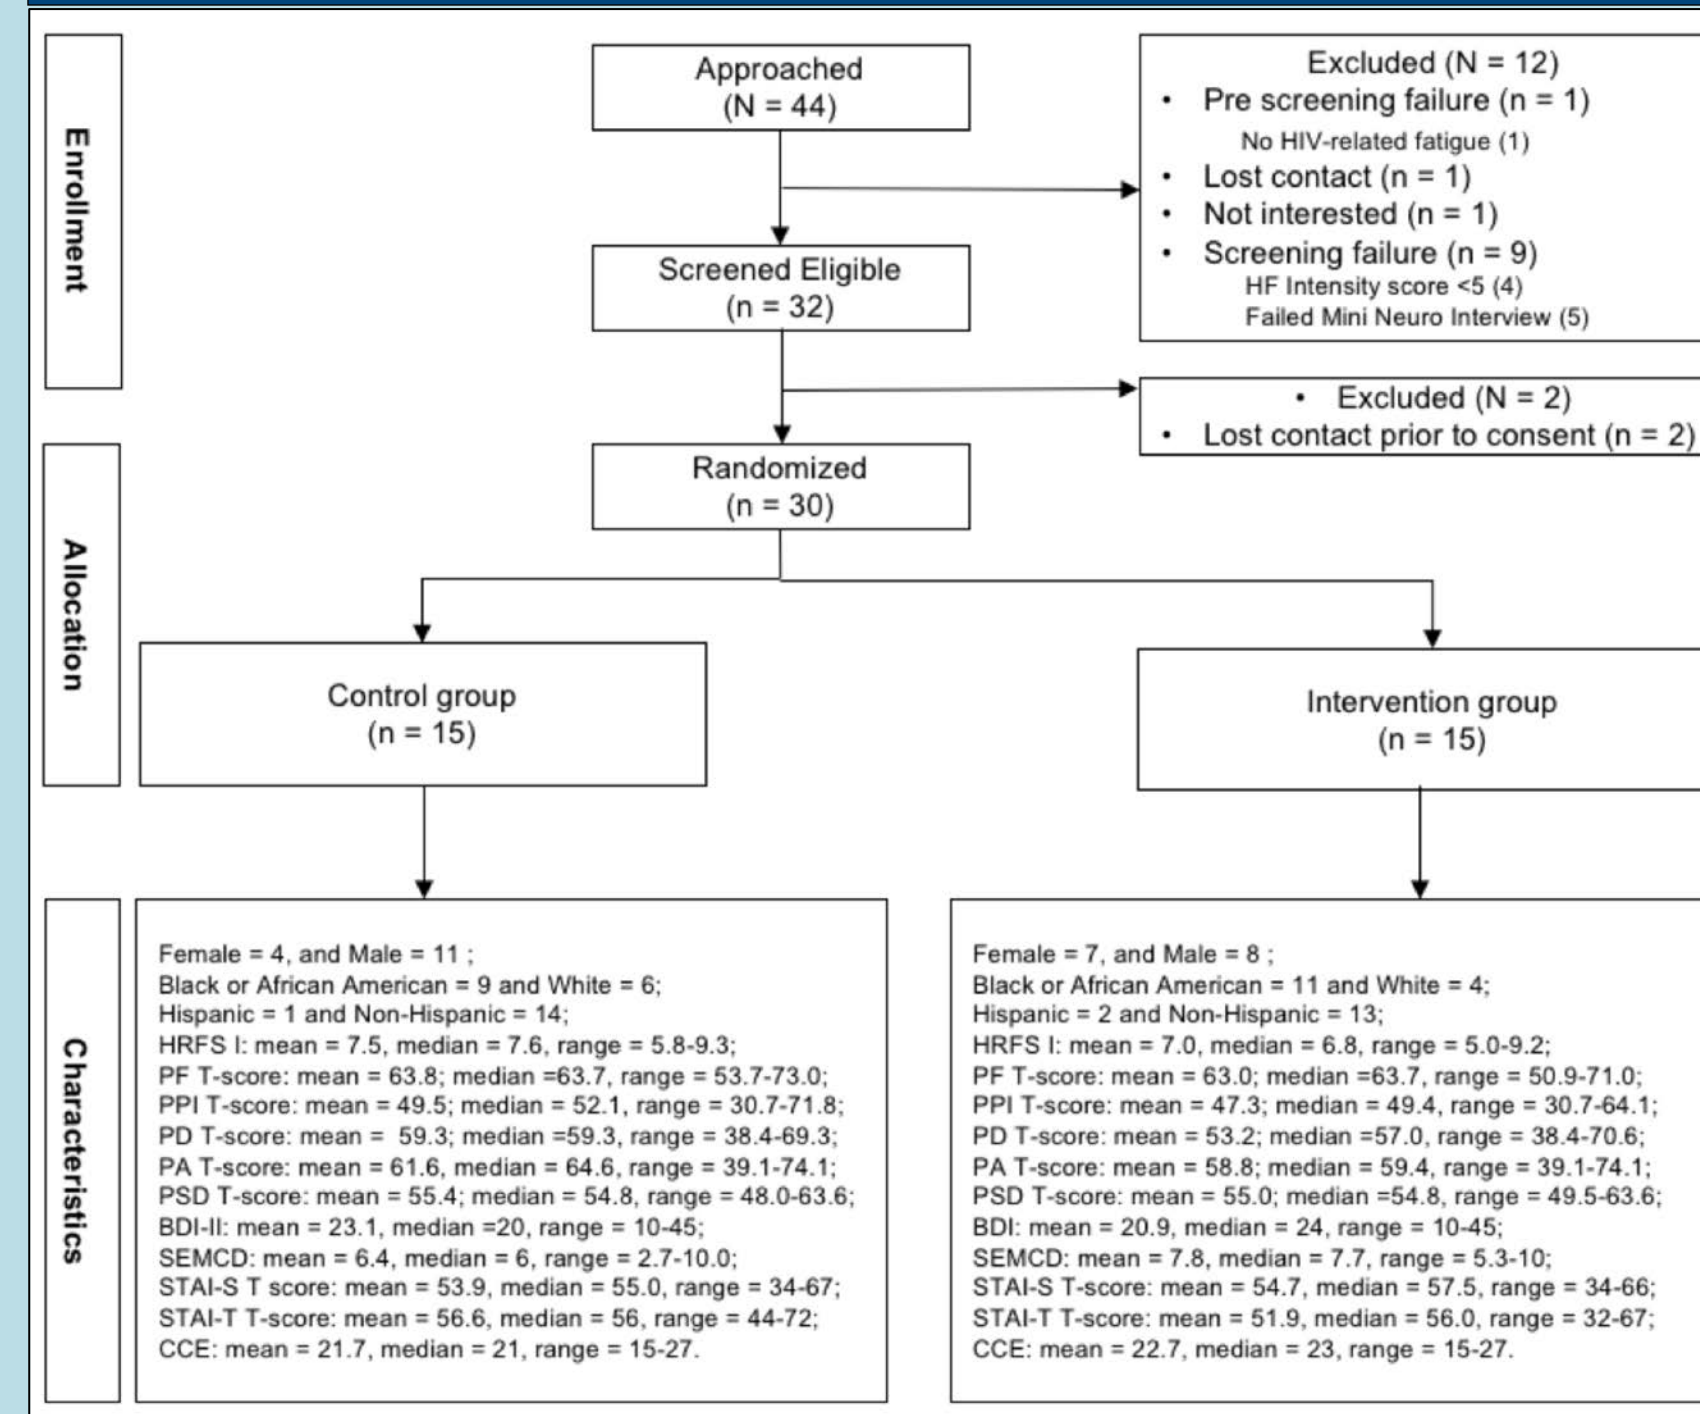 Enrollment
Approached
(N = 44)
Excluded (N = 12)
• Pre screening failure (n = 1)
No HIV-related fatigue (1)
• Lost contact (n = 1)
• Not interested (n = 1)
• Screening failure (n = 9)
HF Intensity score <5 (4)
Failed Mini Neuro Interview (5)
Screened Eligible
(n = 32)
• Excluded (N = 2)
• Lost contact prior to consent (n = 2)
Allocation
Randomized
(n = 30)
Control group
(n = 15)
Intervention group
(n = 15)
Characteristics
Female = 4, and Male = 11 ;
Black or African American = 9 and White = 6;
Hispanic = 1 and Non-Hispanic = 14;
HRFS I: mean = 7.5, median = 7.6, range = 5.8-9.3;
PF T-score: mean = 63.8; median =63.7, range = 53.7-73.0;
PPI T-score: mean = 49.5; median = 52.1, range = 30.7-71.8;
PD T-score: mean =  59.3; median =59.3, range = 38.4-69.3;
PA T-score: mean = 61.6, median = 64.6, range = 39.1-74.1;
PSD T-score: mean = 55.4; median = 54.8, range = 48.0-63.6;
BDI-II: mean = 23.1, median =20, range = 10-45;
SEMCD: mean = 6.4, median = 6, range = 2.7-10.0;
STAI-S T score: mean = 53.9, median = 55.0, range = 34-67;
STAI-T T-score: mean = 56.6, median = 56, range = 44-72;
CCE: mean = 21.7, median = 21, range = 15-27.
Female = 7, and Male = 8 ;
Black or African American = 11 and White = 4;
Hispanic = 2 and Non-Hispanic = 13;
HRFS I: mean = 7.0, median = 6.8, range = 5.0-9.2;
PF T-score: mean = 63.0; median =63.7, range = 50.9-71.0;
PPI T-score: mean = 47.3; median = 49.4, range = 30.7-64.1;
PD T-score: mean = 53.2; median =57.0, range = 38.4-70.6;
PA T-score: mean = 58.8; median = 59.4, range = 39.1-74.1;
PSD T-score: mean = 55.0; median =54.8, range = 49.5-63.6;
BDI: mean = 20.9, median = 24, range = 10-45;
SEMCD: mean = 7.8, median = 7.7, range = 5.3-10;
STAI-S T-score: mean = 54.7, median = 57.5, range = 34-66;
STAI-T T-score: mean = 51.9, median = 56.0, range = 32-67;
CCE: mean = 22.7, median = 23, range = 15-27.